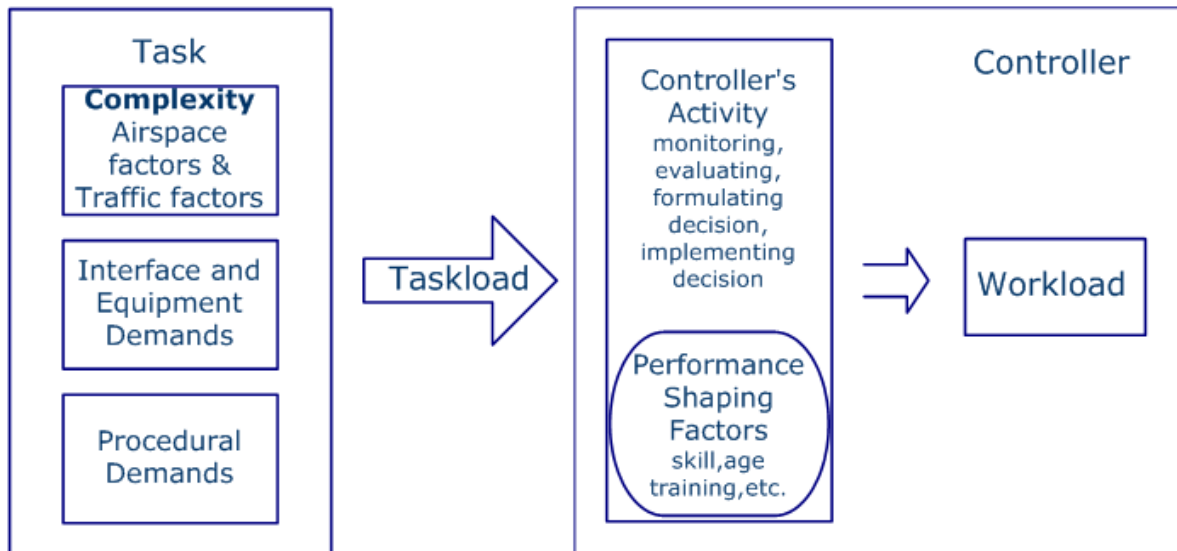 Task
Complexity
Airspace
factors &
Traffic factors
Interface and
Equipment
Demands
Procedural
Demands
Taskload
Controller's
Activity
monitoring,
evaluating,
formulating
decision,
implementing
decision
Performance
Shaping
Factors
skill,age
training,etc.
Controller
Workload